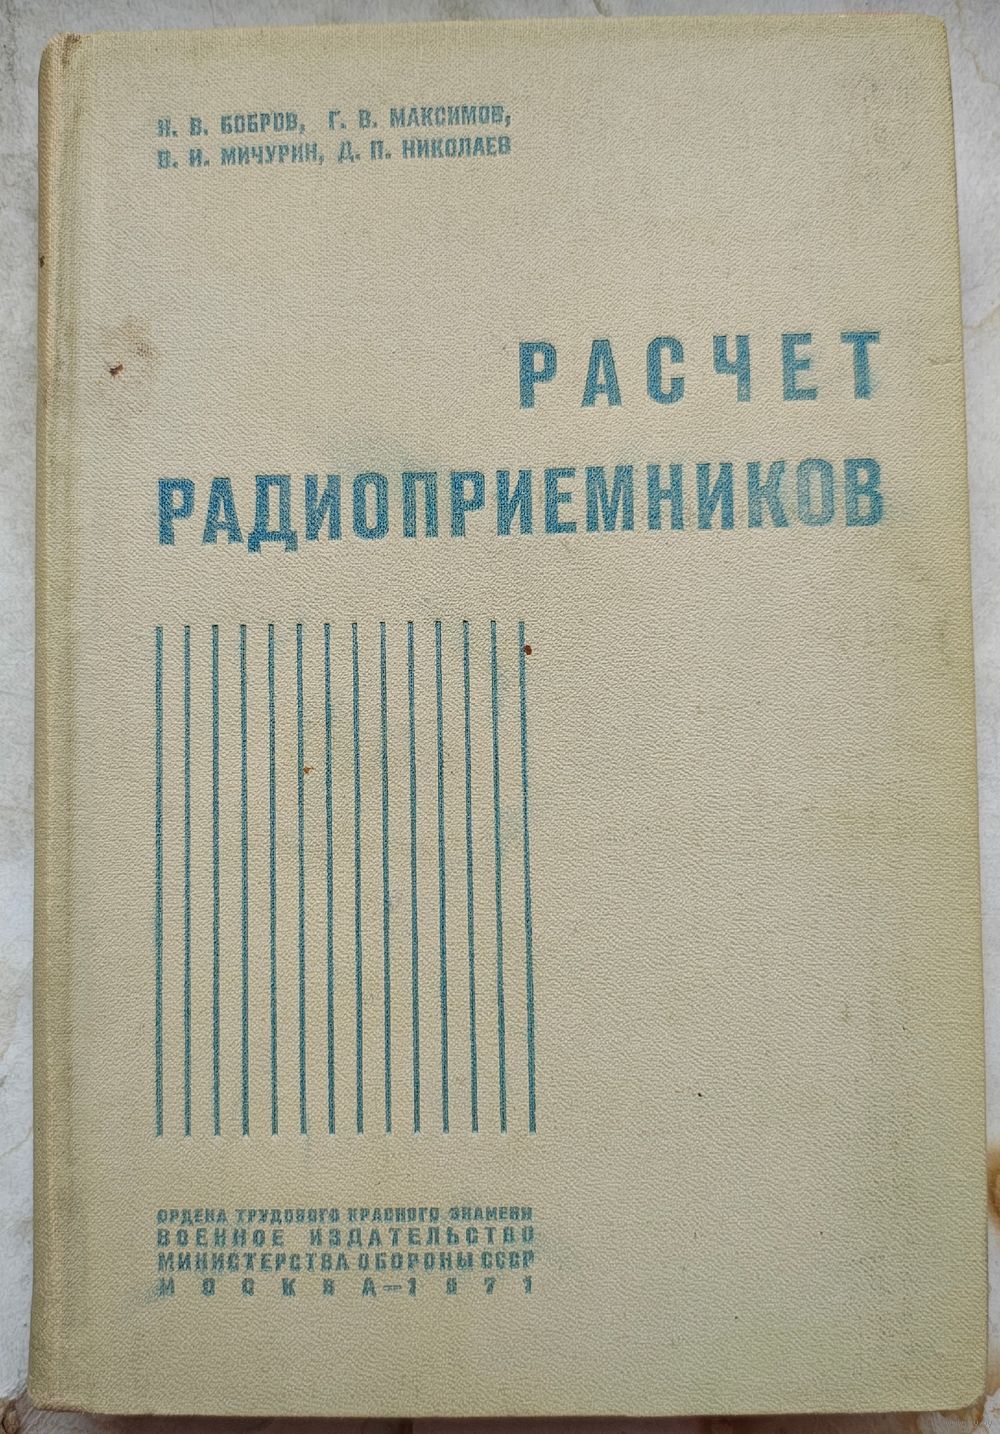 Н. В. БОБРОВ, Г. В. МАКСИМОВ,
В. И. МИЧУРИН, Д. П. НИКОЛАЕВ
РАСЧЕТ
РАДИОПРИЕМНИКОВ
ОРДЕНА ТРУДОВОГО КРАСНОГО ЗНАМЕНИ
ВОЕННОЕ ИЗДАТЕЛЬСТВО
МИНИСТЕРСТВА ОБОРОНЫ СССР
МОСКВА—1971